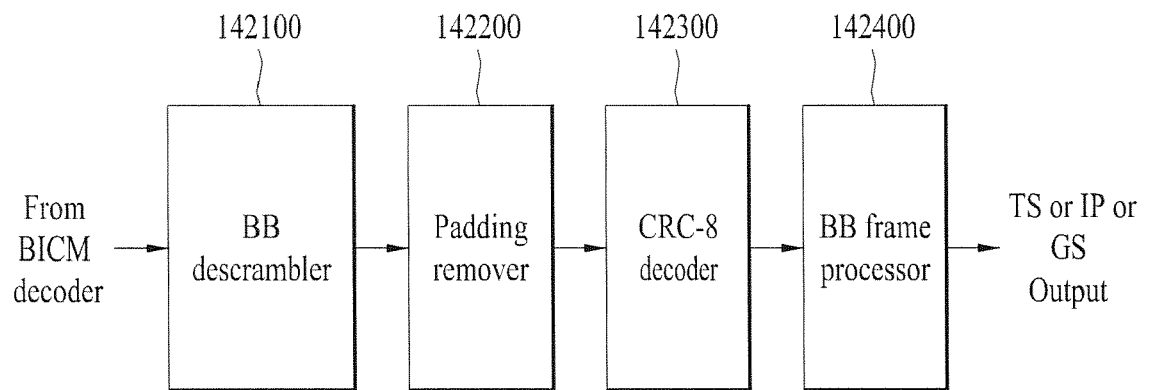 142100
142200
142300
142400
From
BICM
decoder
BB
descrambler
Padding
remover
CRC-8
decoder
BB frame
processor
TS or IP or
GS
Output